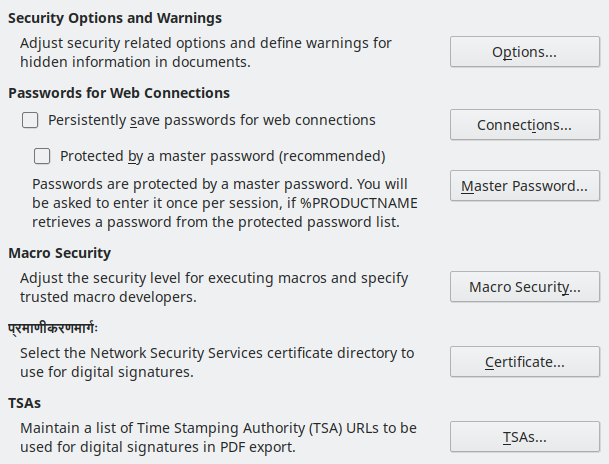 Security Options and Warnings
Adjust security related options and define warnings for
hidden information in documents.
Options...
Passwords for Web Connections
Persistently save passwords for web connections
Connections...
Protected by a master password (recommended)
Passwords are protected by a master password. You will
be asked to enter it once per session, if %PRODUCTNAME
retrieves a password from the protected password list.
Master Password...
Macro Security
Adjust the security level for executing macros and specify
trusted macro developers.
Macro Security...
प्रमाणीकरणमार्गः
Select the Network Security Services certificate directory to
use for digital signatures.
Certificate...
TSAs
Maintain a list of Time Stamping Authority (TSA) URLs to be
used for digital signatures in PDF export.
TSAs...